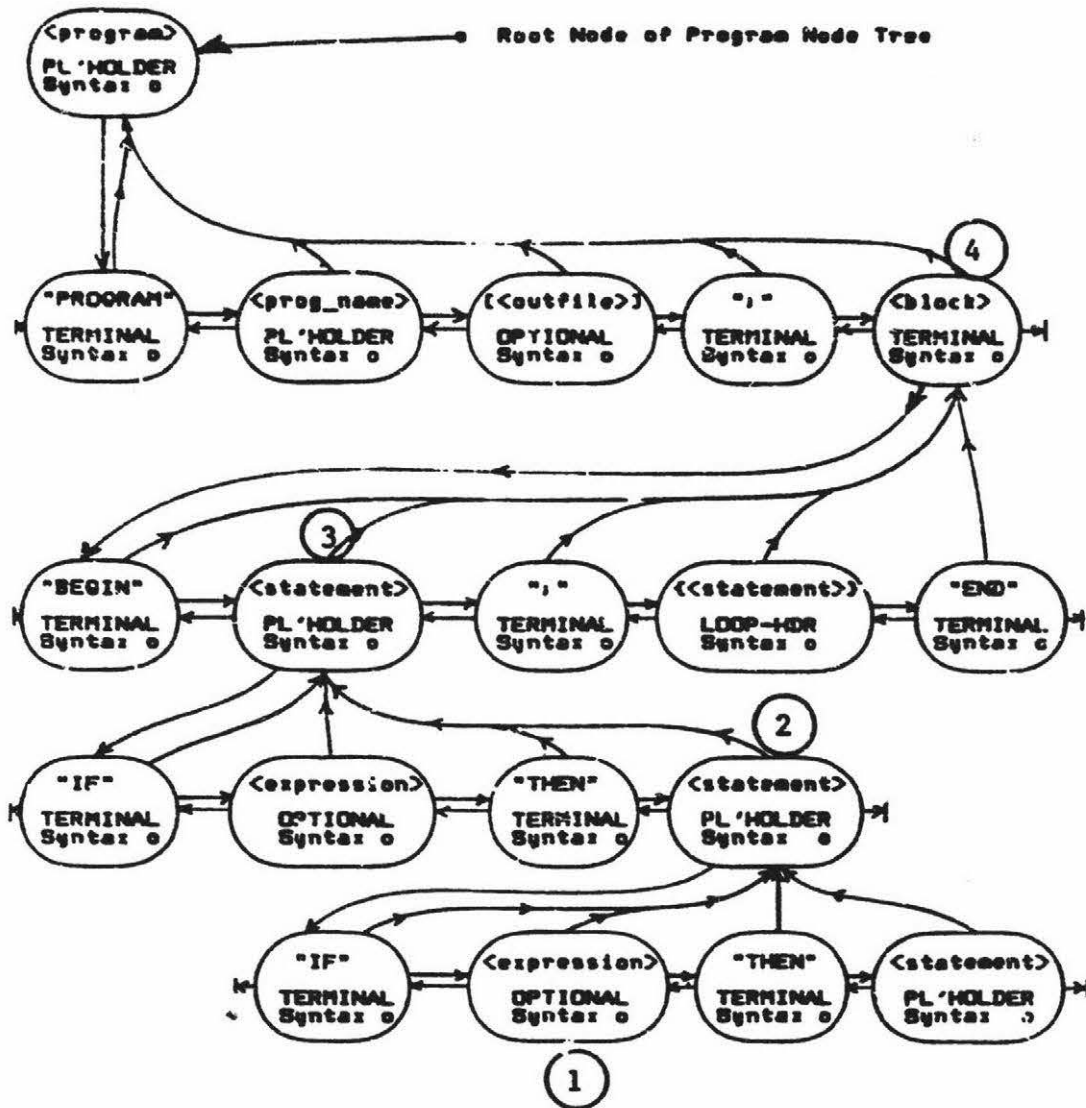 <program>
PL'HOLDER
Syntax o
Root Node of Program Node Tree
4
"PROGRAM"
TERMINAL
Syntax o
<prog_name>
PL'HOLDER
Syntax o
[<outfile>]
OPTIONAL
Syntax o
";"
TERMINAL
Syntax o
<block>
TERMINAL
Syntax o
3
"BEGIN"
TERMINAL
Syntax o
<statement>
PL'HOLDER
Syntax o
";"
TERMINAL
Syntax o
{<statement>}
LOOP-HDR
Syntax o
"END"
TERMINAL
Syntax o
2
"IF"
TERMINAL
Syntax o
<expression>
OPTIONAL
Syntax o
"THEN"
TERMINAL
Syntax o
<statement>
PL'HOLDER
Syntax o
"IF"
TERMINAL
Syntax o
<expression>
OPTIONAL
Syntax o
"THEN"
TERMINAL
Syntax o
<statement>
PL'HOLDER
Syntax o
1